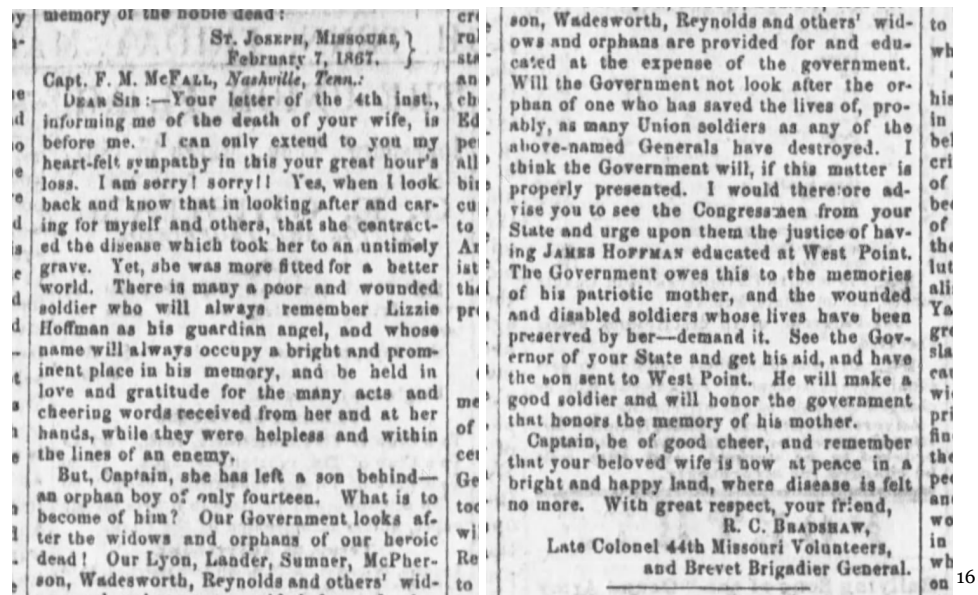 memory of the noble dead:
ST. JOSEPH, MISSOURI,
February 7, 1867.
Capt. F. M. MCFALL, Nashville, Tenn.:
DEAR SIR:—Your letter of the 4th inst.,
informing me of the death of your wife, is
before me. I can only extend to you my
heart-felt sympathy in this your great hour's
loss. I am sorry! sorry!! Yes, when I look
back and know that in looking after and car-
ing for myself and others, that she contract-
ed the disease which took her to an untimely
grave. Yet, she was more fitted for a better
world. There is many a poor and wounded
soldier who will always remember Lizzie
Hoffman as his guardian angel, and whose
name will always occupy a bright and prom-
inent place in his memory, and be held in
love and gratitude for the many acts and
cheering words received from her and at her
hands, while they were helpless and within
the lines of an enemy.
But, Captain, she has left a son behind—
an orphan boy of only fourteen. What is to
become of him? Our Government looks af-
ter the widows and orphans of our heroic
dead! Our Lyon, Lander, Sumner, McPher-
son, Wadesworth, Reynolds and others' wid-
son, Wadesworth, Reynolds and others' wid-
ows and orphans are provided for and edu-
cated at the expense of the government.
Will the Government not look after the or-
phan of one who has saved the lives of, pro-
ably, as many Union soldiers as any of the
above-named Generals have destroyed. I
think the Government will, if this matter is
properly presented. I would therefore ad-
vise you to see the Congressmen from your
State and urge upon them the justice of hav-
ing JAMES HOFFMAN educated at West Point.
The Government owes this to the memories
of his patriotic mother, and the wounded
and disabled soldiers whose lives have been
preserved by her—demand it. See the Gov-
ernor of your State and get his aid, and have
the son sent to West Point. He will make a
good soldier and will honor the government
that honors the memory of his mother.
Captain, be of good cheer, and remember
that your beloved wife is now at peace in a
bright and happy land, where disease is felt
no more. With great respect, your friend,
R. C. BRADSHAW,
Late Colonel 44th Missouri Volunteers,
and Brevet Brigadier General.
16